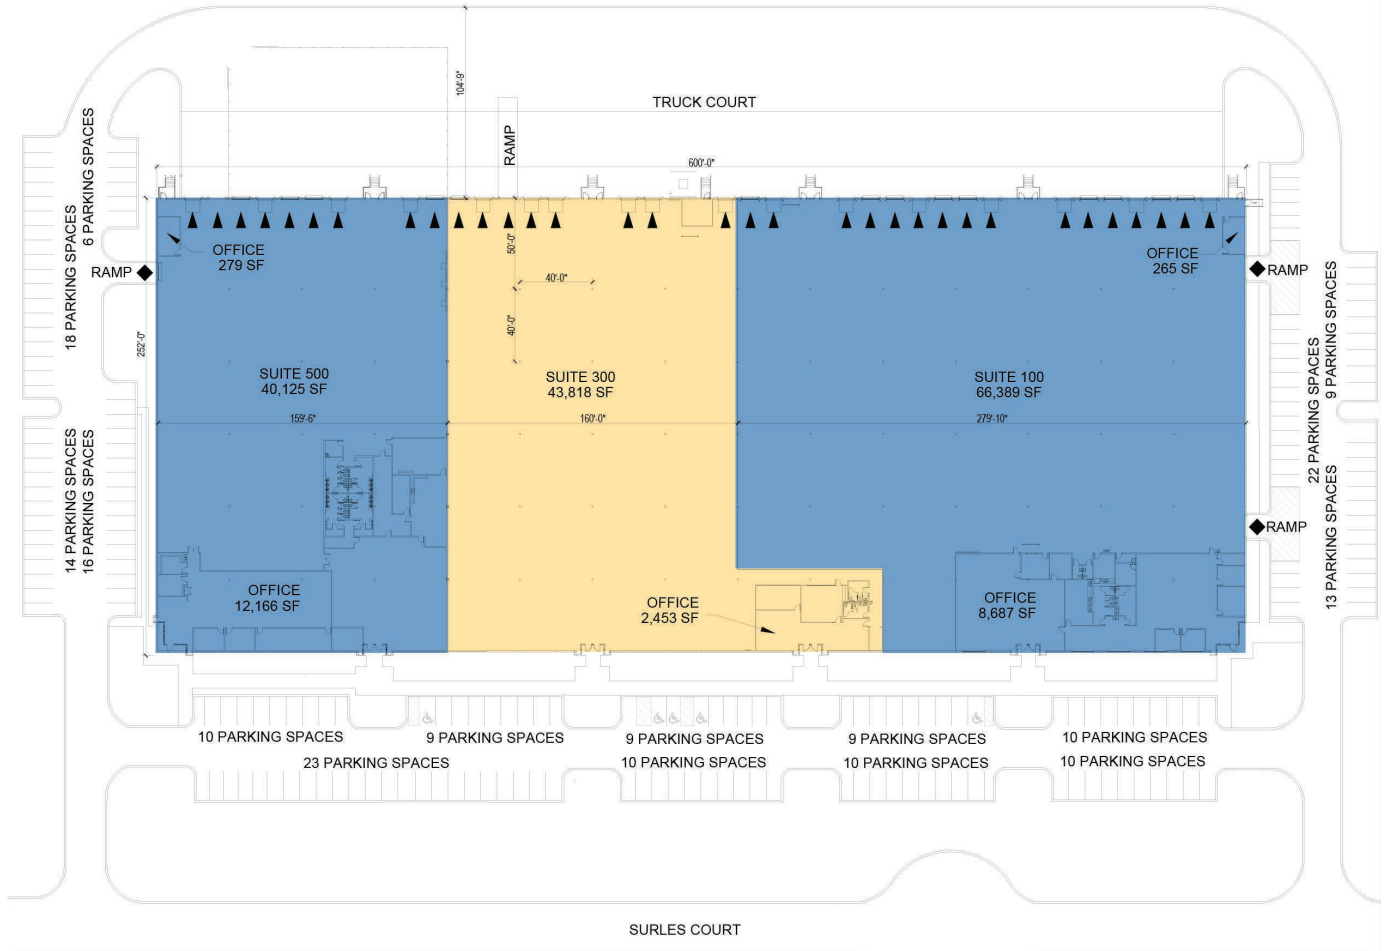 104'-9"
TRUCK COURT
RAMP
600'-0"
6 PARKING SPACES
18 PARKING SPACES
OFFICE
279 SF
RAMP
50'-0"
OFFICE
265 SF
RAMP
40'-0"
40'-0"
252'-0"
9 PARKING SPACES
SUITE 500
40,125 SF
SUITE 300
43,818 SF
SUITE 100
66,389 SF
22 PARKING SPACES
159'-6"
160'-0"
279'-10"
14 PARKING SPACES
16 PARKING SPACES
13 PARKING SPACES
RAMP
OFFICE
12,166 SF
OFFICE
2,453 SF
OFFICE
8,687 SF
10 PARKING SPACES
9 PARKING SPACES
9 PARKING SPACES
9 PARKING SPACES
10 PARKING SPACES
23 PARKING SPACES
10 PARKING SPACES
10 PARKING SPACES
10 PARKING SPACES
SURLES COURT